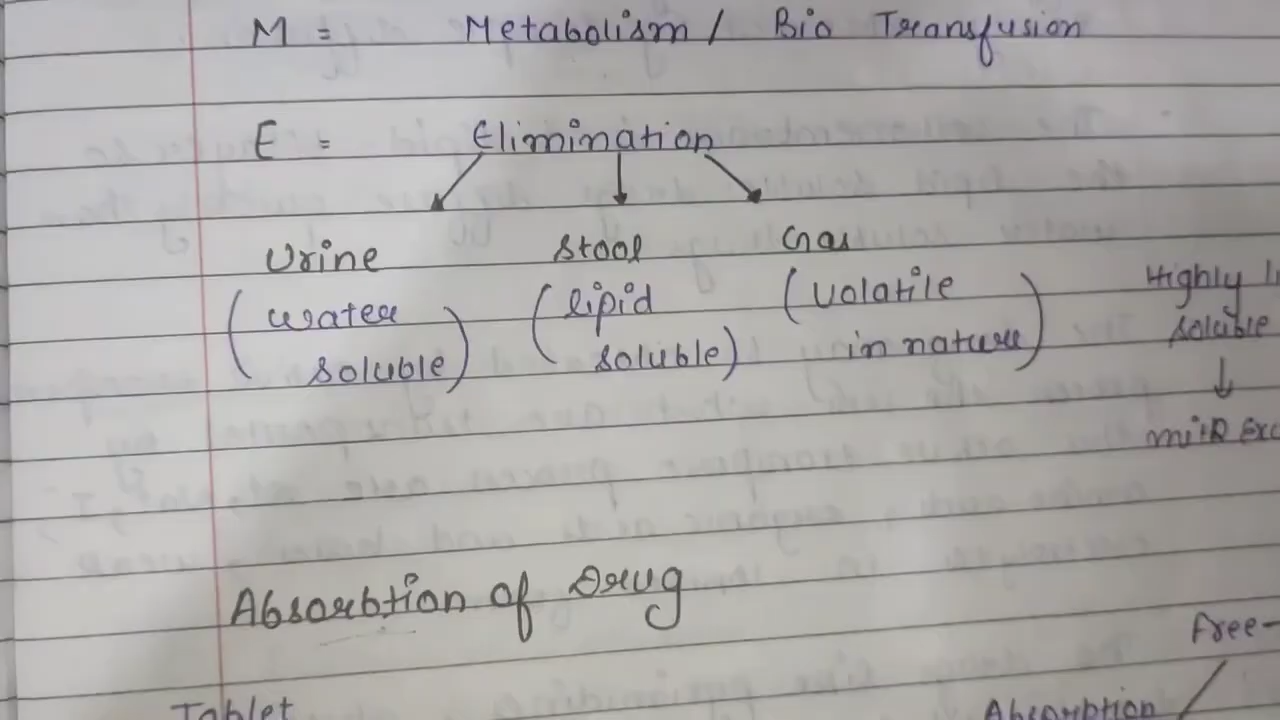 M = Metabolism / Bio Transfusion
E = Elimination
Urine Stool Gas
(water (lipid (volatile Highly
soluble) soluble) in nature) soluble
milk
Absorbtion of Drug
Free-
Tablet Absorbtion